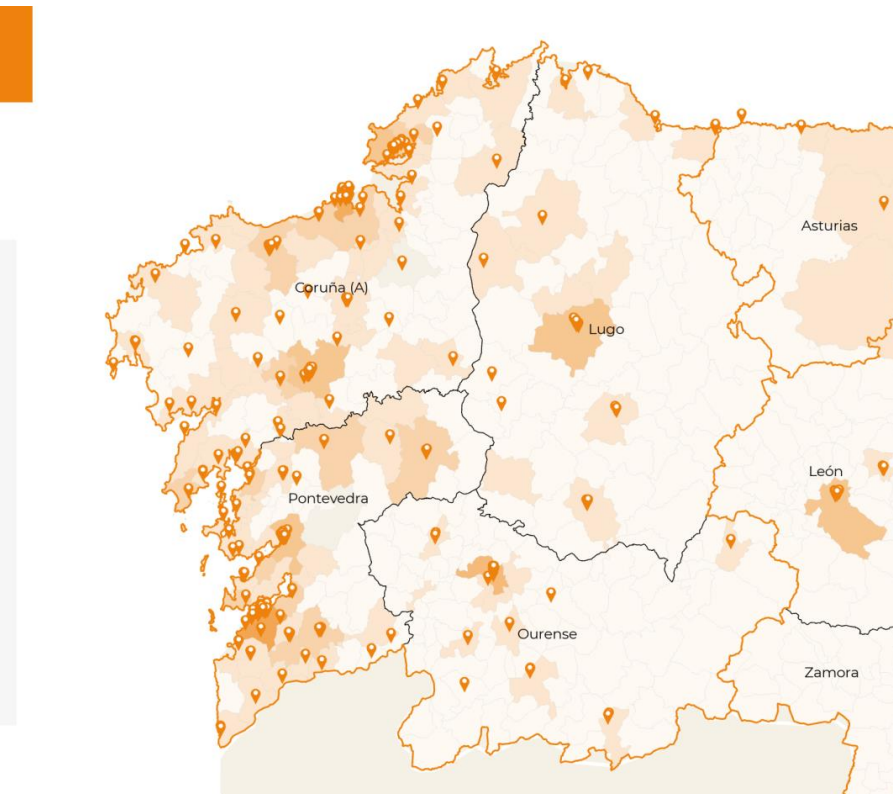 Asturias
Coruña (A)
Lugo
León
Pontevedra
Ourense
Zamora